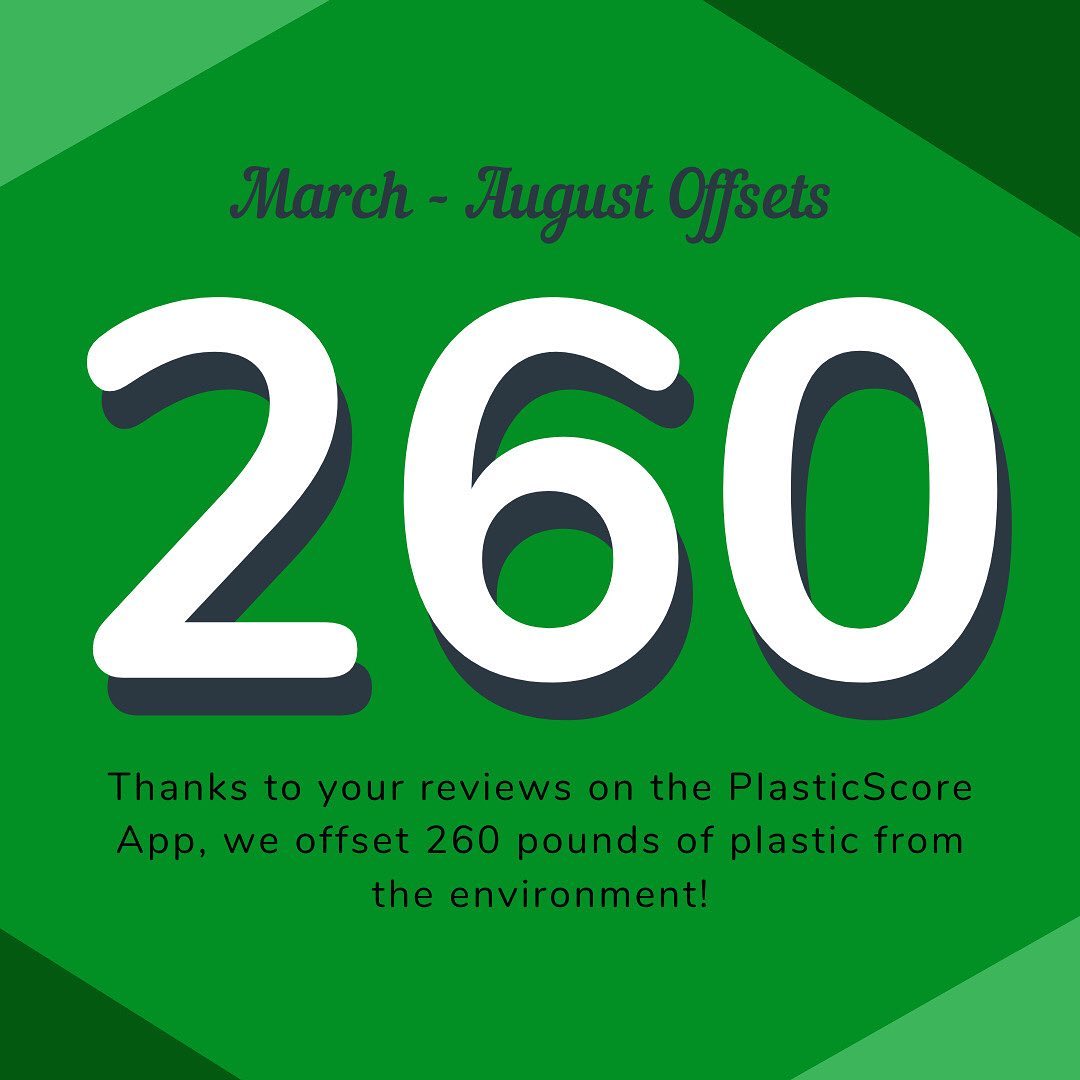 March - August Offsets
260
Thanks to your reviews on the PlasticScore
App, we offset 260 pounds of plastic from
the environment!